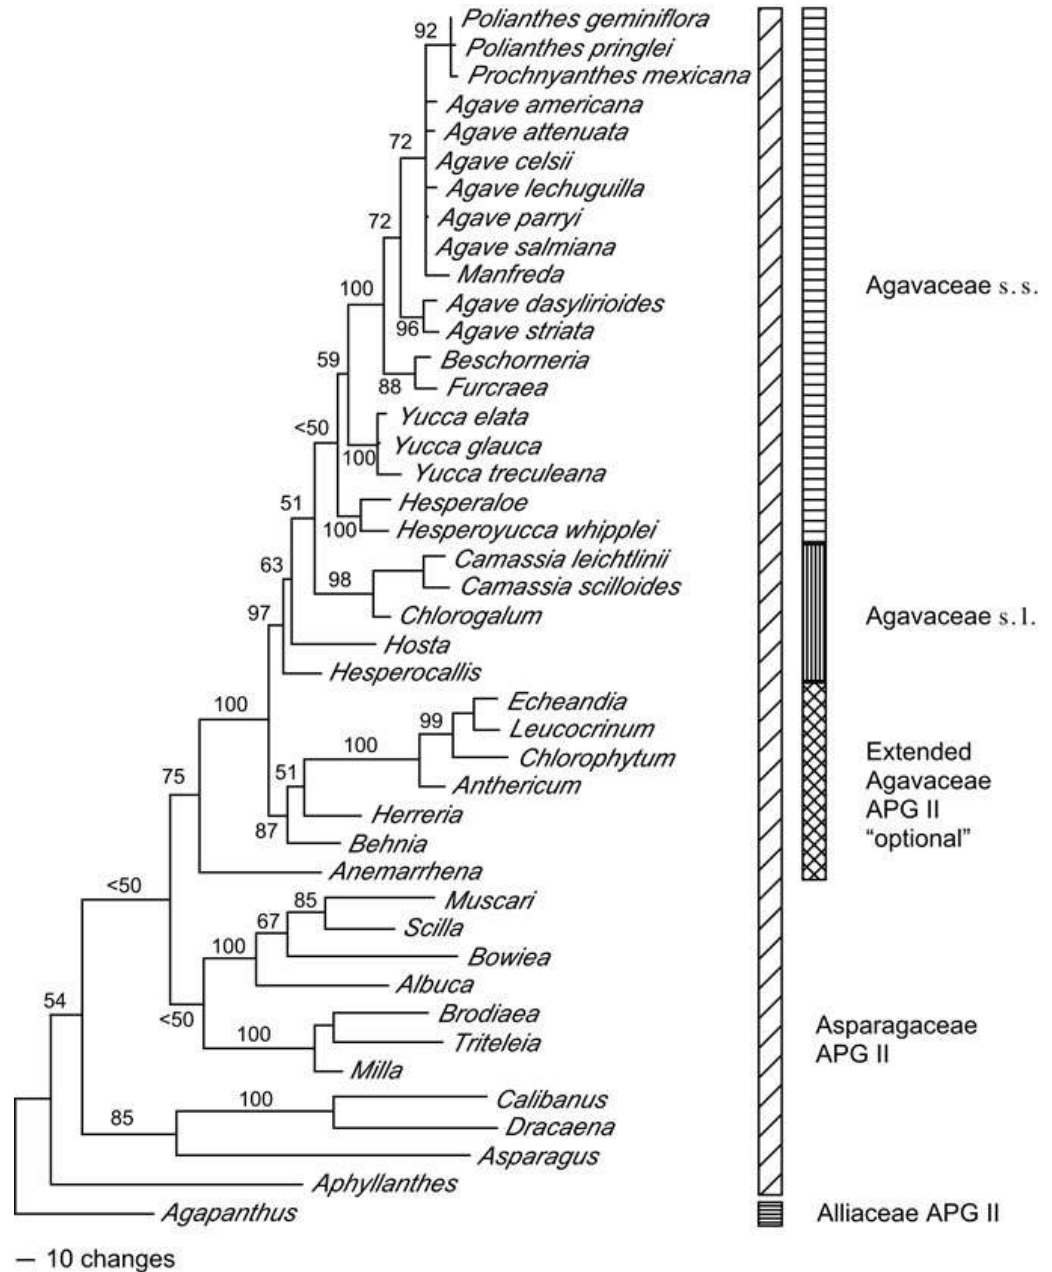 Polianthes geminiflora
92
Polianthes pringlei
Prochnyanthes mexicana
Agave americana
Agave attenuata
72
Agave celsii
Agave lechuguilla
Agave parryi
72
Agave salmiana
Manfreda
Agavaceae s.s.
100
Agave dasylirioides
96
Agave striata
59
Beschorneria
88
Furcraea
Yucca elata
<50
Yucca glauca
100
Yucca treculeana
51
Hesperaloe
100
Hesperoyucca whipplei
63
Camassia leichtlinii
98
Camassia scilloides
97
Chlorogalum
Agavaceae s.l.
Hosta
Hesperocallis
100
Echeandia
99
Leucocrinum
100
Chlorophytum
51
Anthericum
Extended
Agavaceae
APG II
“optional”
75
Herreria
87
Behnia
Anemarrhena
<50
85
Muscari
67
Scilla
100
Bowiea
Albuca
54
Brodiaea
<50
100
Triteleia
Asparagaceae
APG II
Milla
100
Calibanus
85
Dracaena
Asparagus
Aphyllanthes
Agapanthus
Alliaceae APG II
10 changes